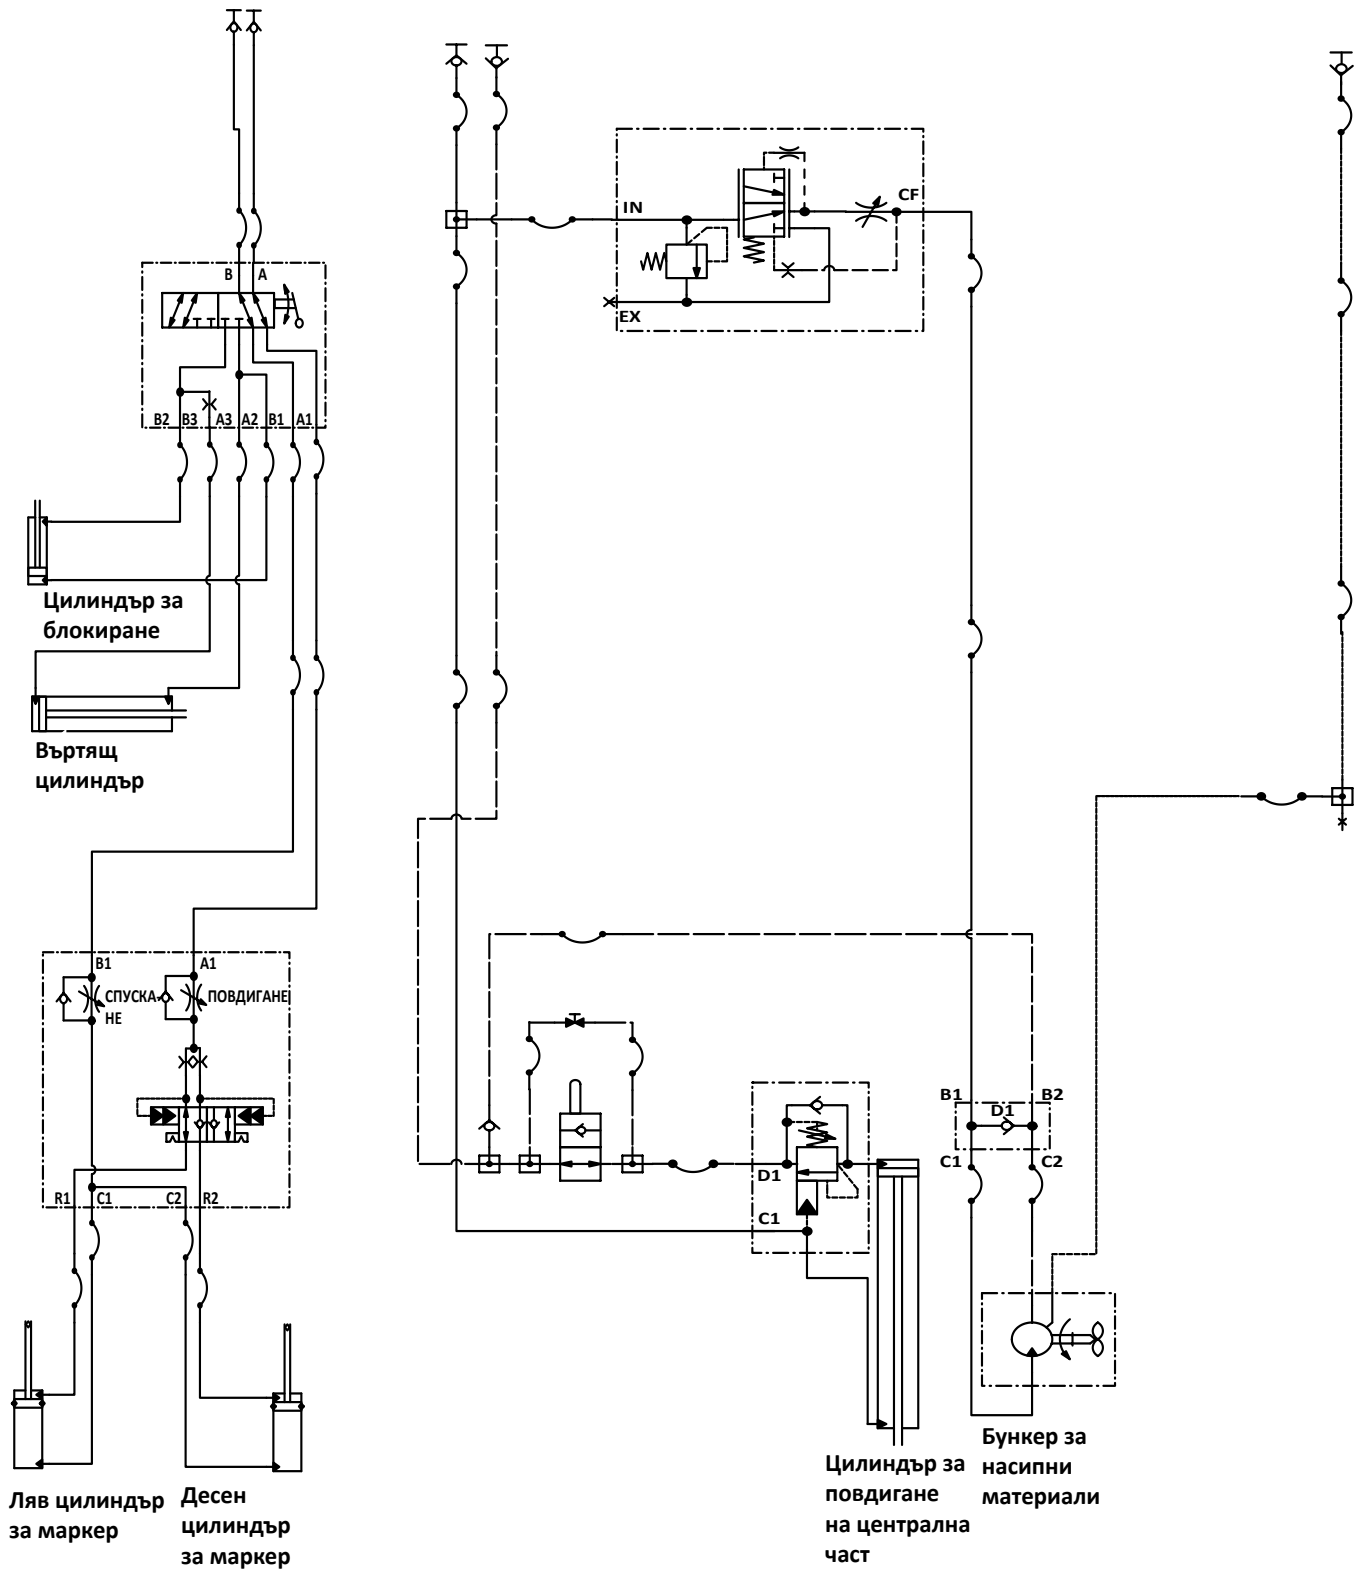 IN
CF
EX
B A
B2 B3 A3 A2 B1 A1
Цилиндър за
блокиране
Въртящ
цилиндър
B1 A1
СПУСКА-
НЕ
ПОВДИГАНЕ
R1 C1 C2 R2
Ляв цилиндър
за маркер
Десен
цилиндър
за маркер
D1
C1
Цилиндър за
повдигане
на централна
част
B1 B2
D1
C1 C2
Бункер за
насипни
материали